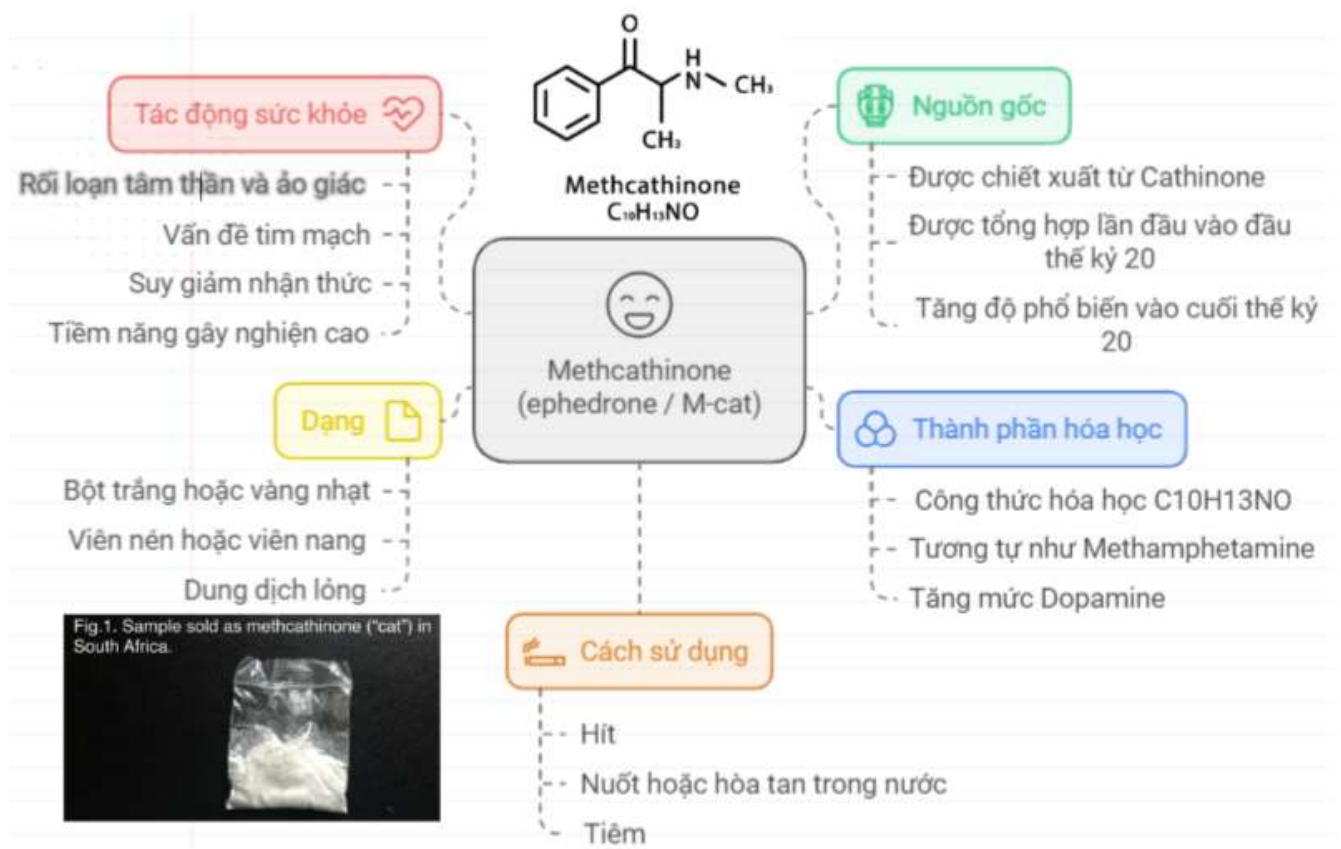 O
H
N
CH₃
CH₃
Methcathinone
C₁₀H₁₃NO
Tác động sức khỏe
Rối loạn tâm thần và ảo giác
Vấn đề tim mạch
Suy giảm nhận thức
Tiềm năng gây nghiện cao
Nguồn gốc
Được chiết xuất từ Cathinone
Được tổng hợp lần đầu vào đầu
thế kỷ 20
Tăng độ phổ biến vào cuối thế kỷ
20
Methcathinone
(ephedrone / M-cat)
Dạng
Bột trắng hoặc vàng nhạt
Viên nén hoặc viên nang
Dung dịch lỏng
Thành phần hóa học
Công thức hóa học C10H13NO
Tương tự như Methamphetamine
Tăng mức Dopamine
Fig.1. Sample sold as methcathinone ("cat") in
South Africa.
Cách sử dụng
Hít
Nuốt hoặc hòa tan trong nước
Tiêm